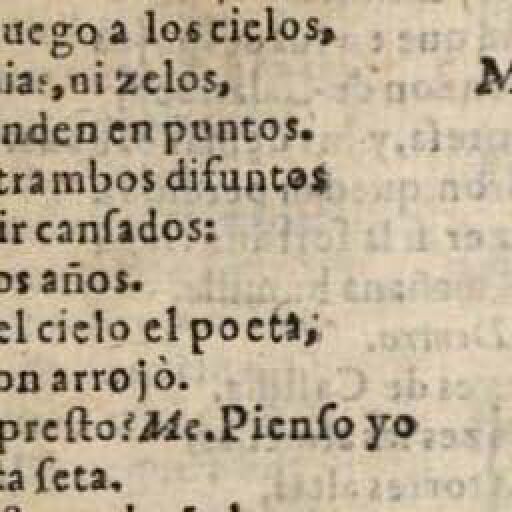 uego a los cielos,
ias, ni zelos,
nden en puntos.
trambos difuntos
ir canſados:
os años.
el cielo el poeta;
on arrojò.
preſto? Me. Pienſo yo
ta ſeta.
M